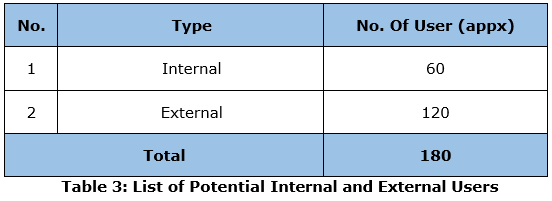 No. Type No. Of User (appx)
1 Internal 60
2 External 120
Total 180
Table 3: List of Potential Internal and External Users